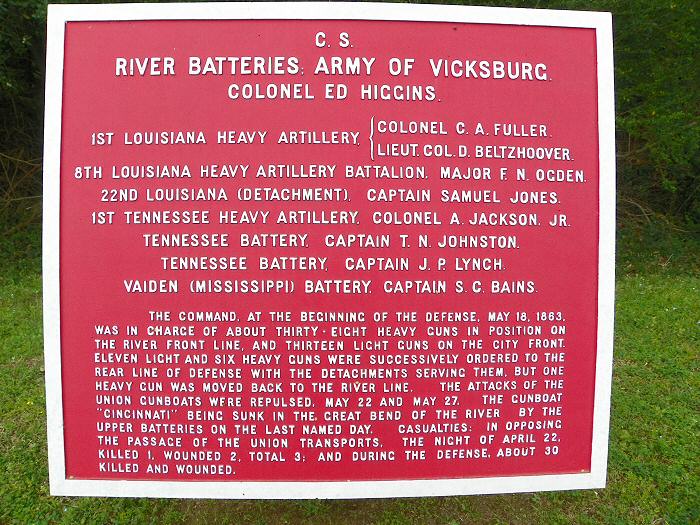 C. S.
RIVER BATTERIES; ARMY OF VICKSBURG.
COLONEL ED HIGGINS.
1ST LOUISIANA HEAVY ARTILLERY, { COLONEL C. A. FULLER.
LIEUT. COL. D. BELTZHOOVER.
8TH LOUISIANA HEAVY ARTILLERY BATTALION, MAJOR F. N. OGDEN.
22ND LOUISIANA (DETACHMENT), CAPTAIN SAMUEL JONES.
1ST TENNESSEE HEAVY ARTILLERY, COLONEL A. JACKSON, JR.
TENNESSEE BATTERY, CAPTAIN T. N. JOHNSTON.
TENNESSEE BATTERY, CAPTAIN J. P. LYNCH.
VAIDEN (MISSISSIPPI) BATTERY, CAPTAIN S. C. BAINS.
THE COMMAND, AT THE BEGINNING OF THE DEFENSE, MAY 18, 1863,
WAS IN CHARGE OF ABOUT THIRTY-EIGHT HEAVY GUNS IN POSITION ON
THE RIVER FRONT LINE, AND THIRTEEN LIGHT GUNS ON THE CITY FRONT.
ELEVEN LIGHT AND SIX HEAVY GUNS WERE SUCCESSIVELY ORDERED TO THE
REAR LINE OF DEFENSE WITH THE DETACHMENTS SERVING THEM, BUT ONE
HEAVY GUN WAS MOVED BACK TO THE RIVER LINE. THE ATTACKS OF THE
UNION GUNBOATS WERE REPULSED, MAY 22 AND MAY 27. THE GUNBOAT
"CINCINNATI" BEING SUNK IN THE GREAT BEND OF THE RIVER BY THE
UPPER BATTERIES ON THE LAST NAMED DAY. CASUALTIES: IN OPPOSING
THE PASSAGE OF THE UNION TRANSPORTS, THE NIGHT OF APRIL 22,
KILLED 1, WOUNDED 2, TOTAL 3; AND DURING THE DEFENSE, ABOUT 30
KILLED AND WOUNDED.